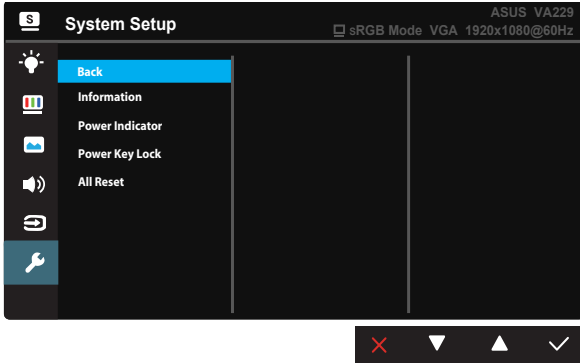 S
System Setup
ASUS VA229
sRGB Mode VGA 1920x1080@60Hz
Back
Information
Power Indicator
Power Key Lock
All Reset